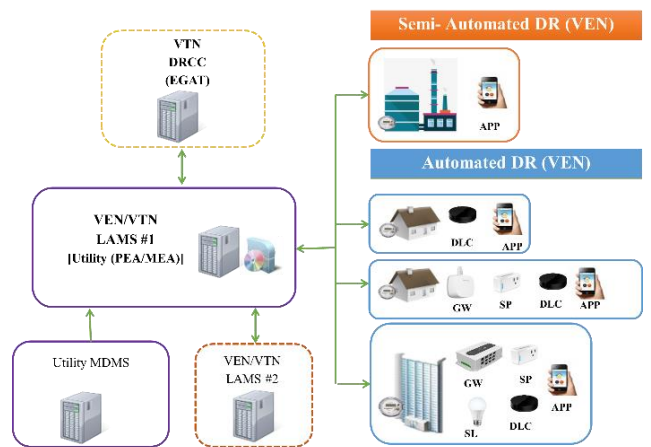 VTN
DRCC
(EGAT)
VEN/VTN
LAMS #1
|Utility (PEA/MEA)|
Utility MDMS
VEN/VTN
LAMS #2
Semi- Automated DR (VEN)
APP
Automated DR (VEN)
DLC
APP
GW
SP
DLC
APP
GW
SP
APP
SL
DLC